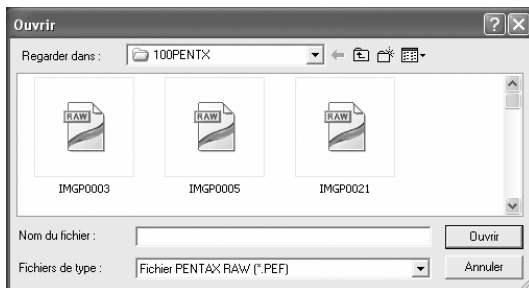 Ouvrir
Regarder dans : 100PENTX
RAW RAW RAW
IMGP0003 IMGP0005 IMGP0021
Nom du fichier : Ouvrir
Fichiers de type : Fichier PENTAX RAW (*.PEF) Annuler